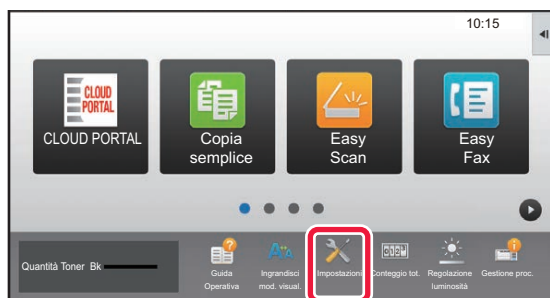 10:15
CLOUD
PORTAL
CLOUD PORTAL
Copia
semplice
Easy
Scan
Easy
Fax
Quantità Toner Bk
Guida
Operativa
Ingrandisci
mod. visual.
Impostazioni
Conteggio tot.
Regolazione
luminosità
Gestione proc.